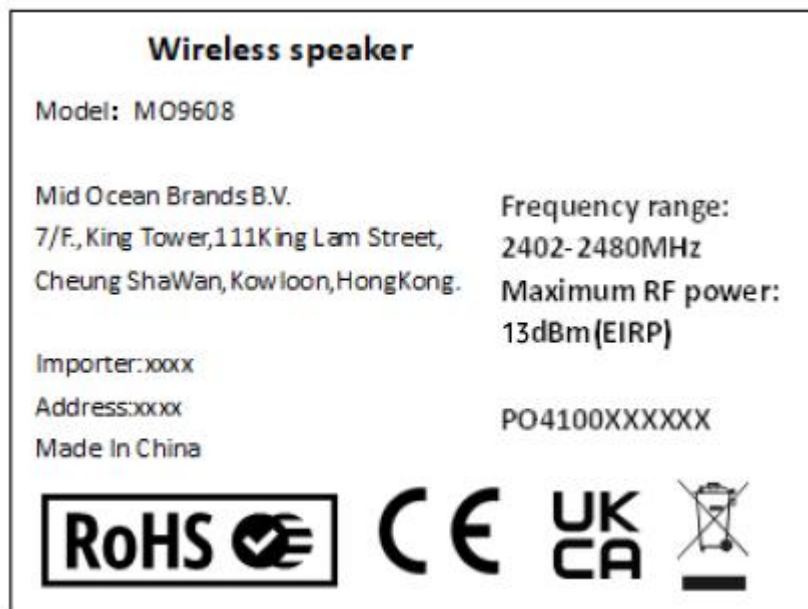 Wireless speaker
Model: MO9608
Mid Ocean Brands B.V.
7/F., King Tower,111King Lam Street,
Cheung ShaWan, Kowloon,HongKong.
Importer:xxxx
Address:xxxx
Made In China
Frequency range:
2402-2480MHz
Maximum RF power:
13dBm(EIRP)
PO4100XXXXXX
RoHS
CE
UK
CA